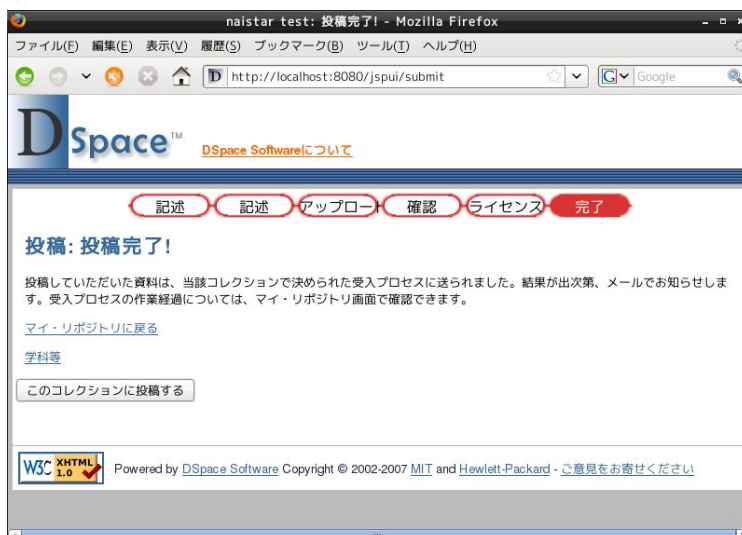 naistar test: 投稿完了! - Mozilla Firefox
ファイル(F) 編集(E) 表示(V) 履歴(S) ブックマーク(B) ツール(T) ヘルプ(H)
http://localhost:8080/jspui/submit
Google
DSpace™
DSpace Softwareについて
記述 記述 アップロート 確認 ライセンス 完了
投稿: 投稿完了!
投稿していただいた資料は、当該コレクションで決められた受入プロセスに送られました。結果が出次第、メールでお知らせしま
す。受入プロセスの作業経過については、マイ・リポジトリ画面で確認できます。
マイ・リポジトリに戻る
学科等
このコレクションに投稿する
W3C XHTML 1.0 Powered by DSpace Software Copyright © 2002-2007 MIT and Hewlett-Packard - ご意見をお寄せください